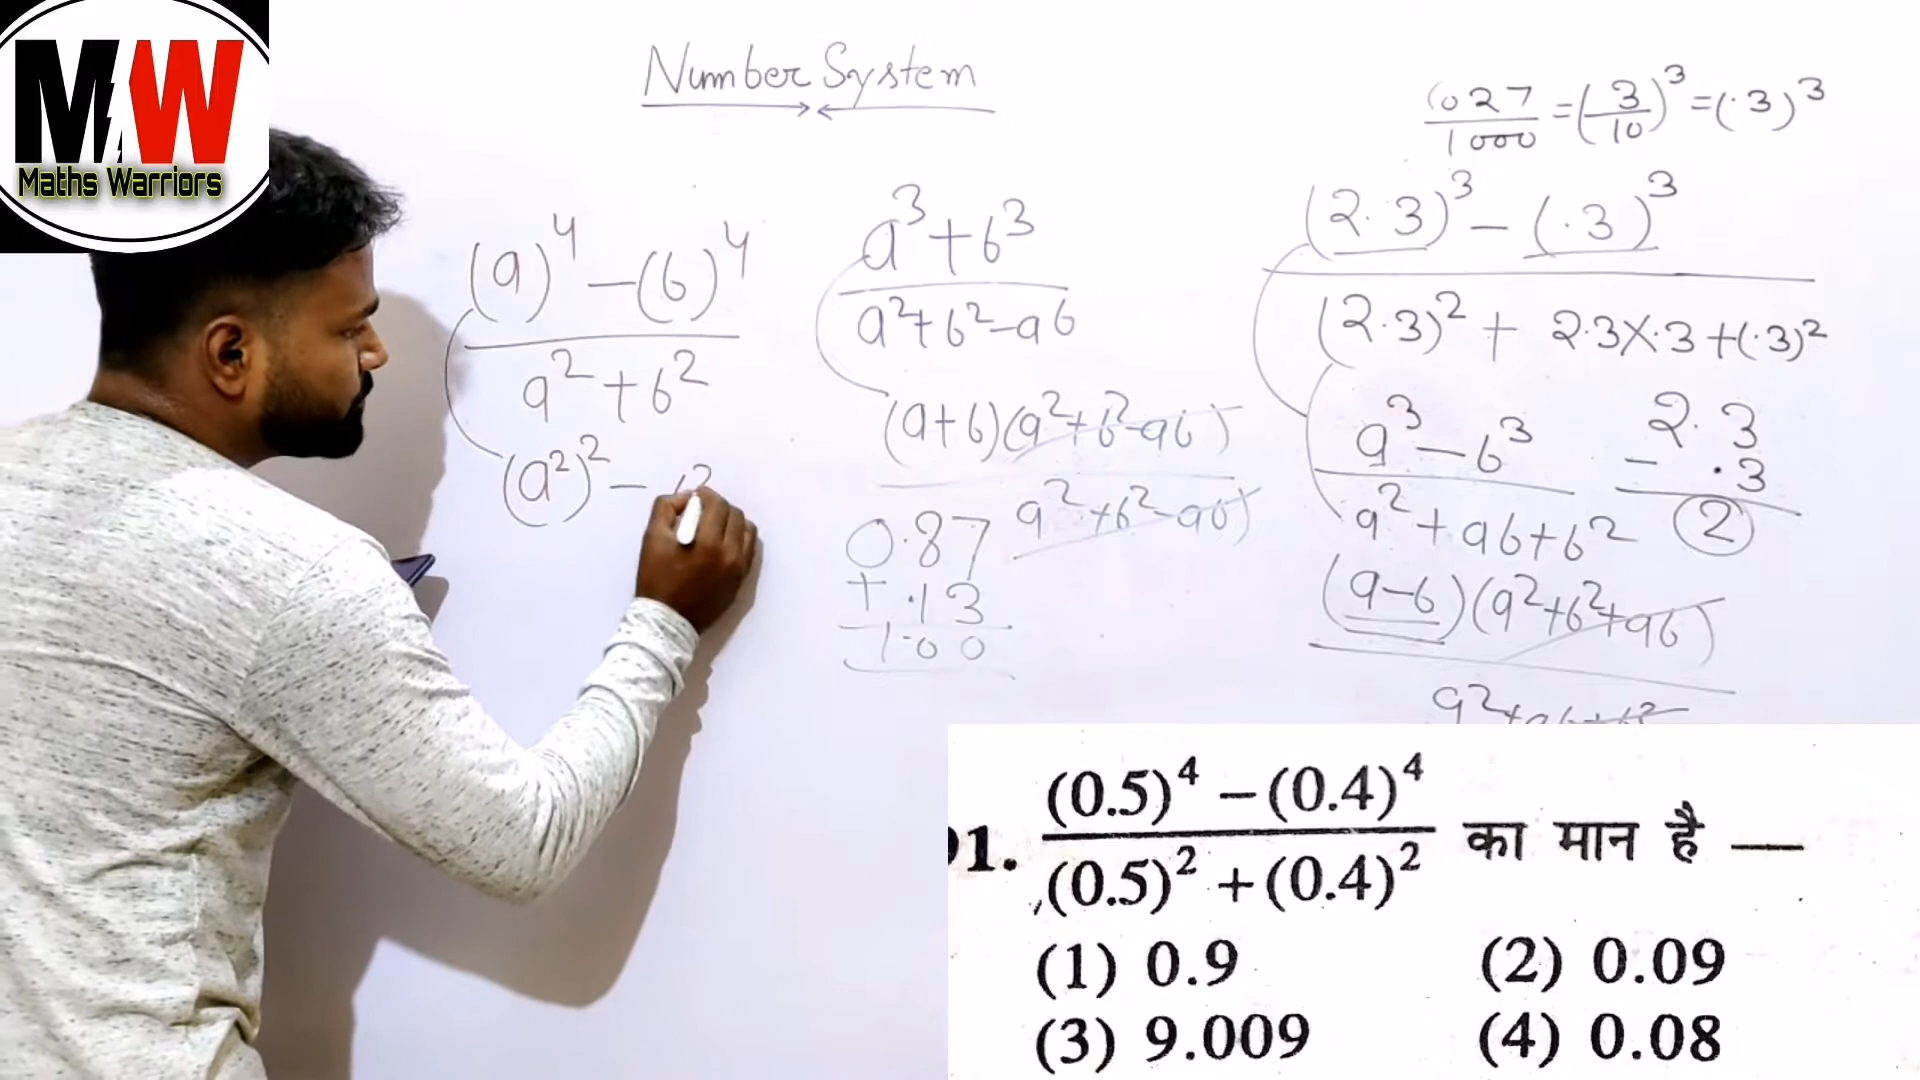 MW
Maths Warriors
Number System
(a)⁴ - (b)⁴
a² + b²
(a²)² -
a³ + b³
a² + b² - ab
(a+b)(a²+b²-ab)
a²+b²-ab)
0.87
+ .13
1.00
027/1000 = (3/10)³ = (.3)³
(2.3)³ - (.3)³
(2.3)² + 2.3×.3 + (.3)²
a³ - b³
a² + ab + b²
2.3
- .3
2
(a-b)(a²+b²+ab)
a²+ab+b²
1. (0.5)⁴ – (0.4)⁴ / (0.5)² + (0.4)² का मान है —
(1) 0.9 (2) 0.09
(3) 9.009 (4) 0.08